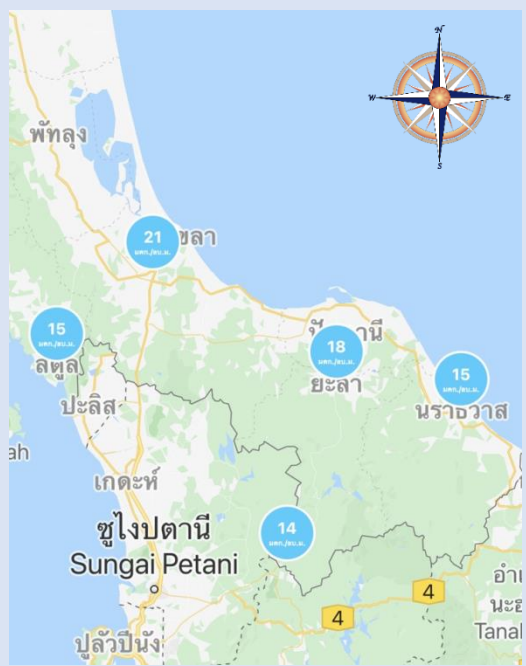 N
W
E
S
พัทลุง
21
มคก./ลบ.ม.
ขลา
15
มคก./ลบ.ม.
สตูล
ปะลิส
18
มคก./ลบ.ม.
ยะลา
15
มคก./ลบ.ม.
นราธิวาส
ah
เกดะห์
14
มคก./ลบ.ม.
ซูไงปตานี
Sungai Petani
4
4
ปูลัวปีนัง
นะฮ
Tanal